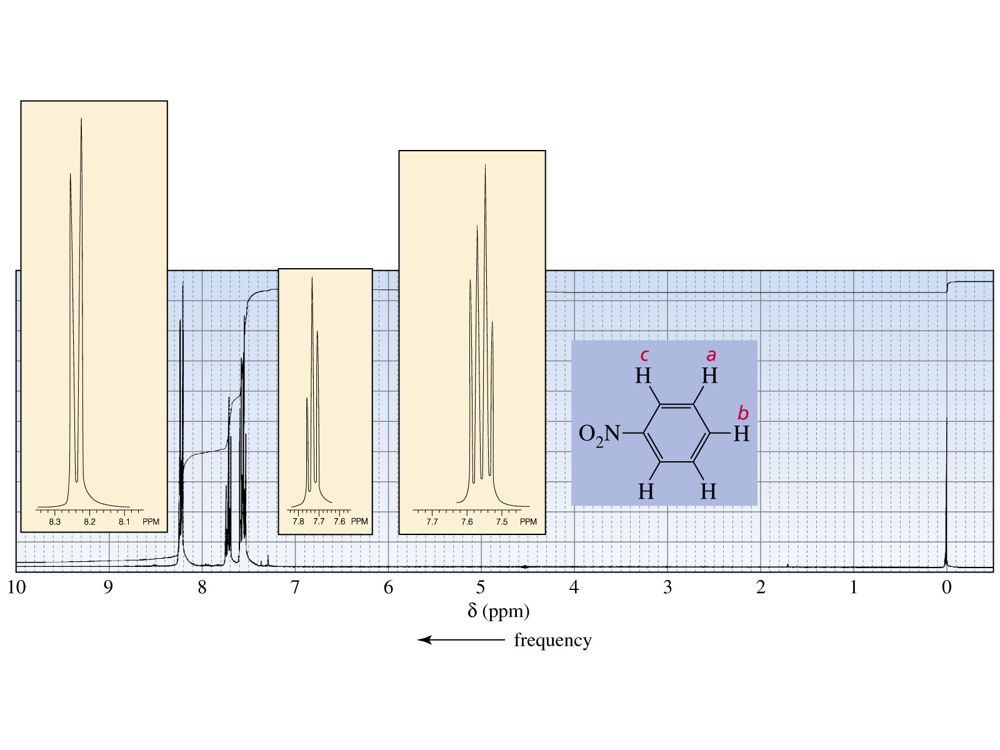 c a
H H
b
O2N H
H H
8.3 8.2 8.1 PPM
7.8 7.7 7.6 PPM
7.7 7.6 7.5 PPM
10 9 8 7 6 5 4 3 2 1 0
δ (ppm)
frequency